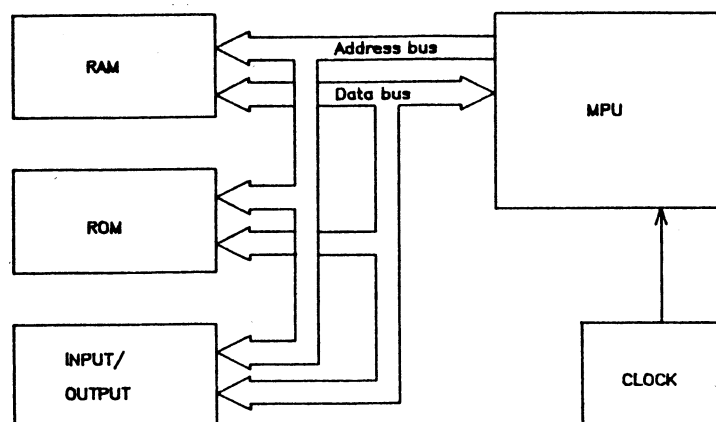 RAM
Address bus
Data bus
MPU
ROM
INPUT/
OUTPUT
CLOCK